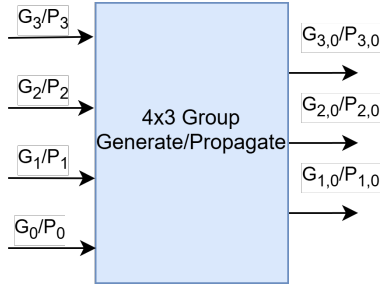 G3/P3
G3,0/P3,0
G2/P2
4x3 Group
Generate/Propagate
G2,0/P2,0
G1/P1
G1,0/P1,0
G0/P0